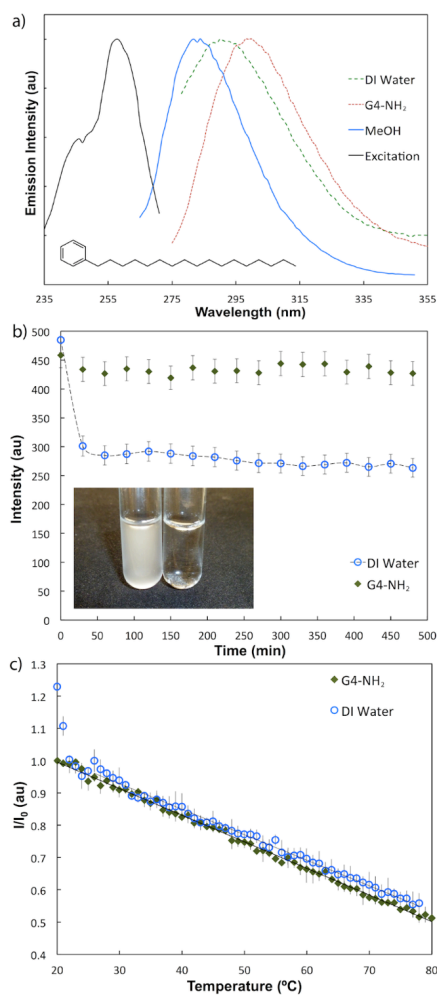 a)
Emission Intensity (au)
DI Water
G4-NH₂
MeOH
Excitation
235 255 275 295 315 335 355
Wavelength (nm)
b)
500
450
400
350
300
250
200
150
100
50
0
Intensity (au)
DI Water
G4-NH₂
0 50 100 150 200 250 300 350 400 450 500
Time (min)
c)
1.3
1.2
1.1
1.0
0.9
0.8
0.7
0.6
0.5
0.4
I/I₀ (au)
G4-NH₂
DI Water
20 30 40 50 60 70 80
Temperature (ºC)